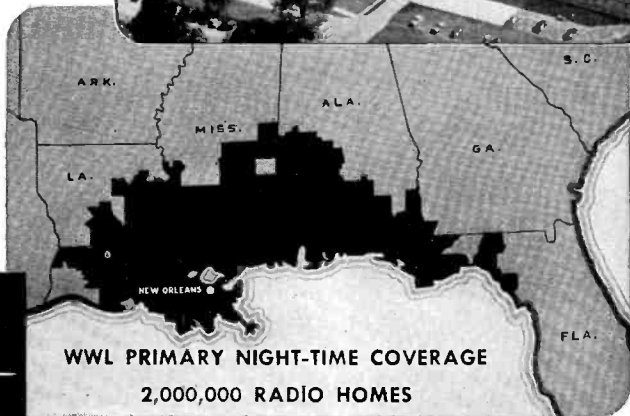 S. C.
ARK.
ALA.
MISS.
GA.
LA.
NEW ORLEANS
FLA.
WWL PRIMARY NIGHT-TIME COVERAGE
2,000,000 RADIO HOMES